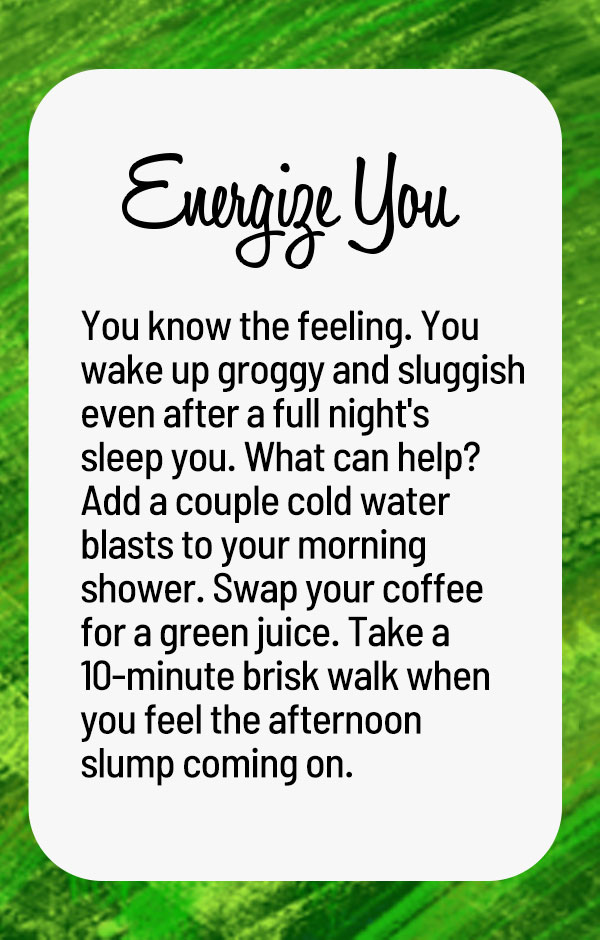 Energize You
You know the feeling. You
wake up groggy and sluggish
even after a full night's
sleep you. What can help?
Add a couple cold water
blasts to your morning
shower. Swap your coffee
for a green juice. Take a
10-minute brisk walk when
you feel the afternoon
slump coming on.